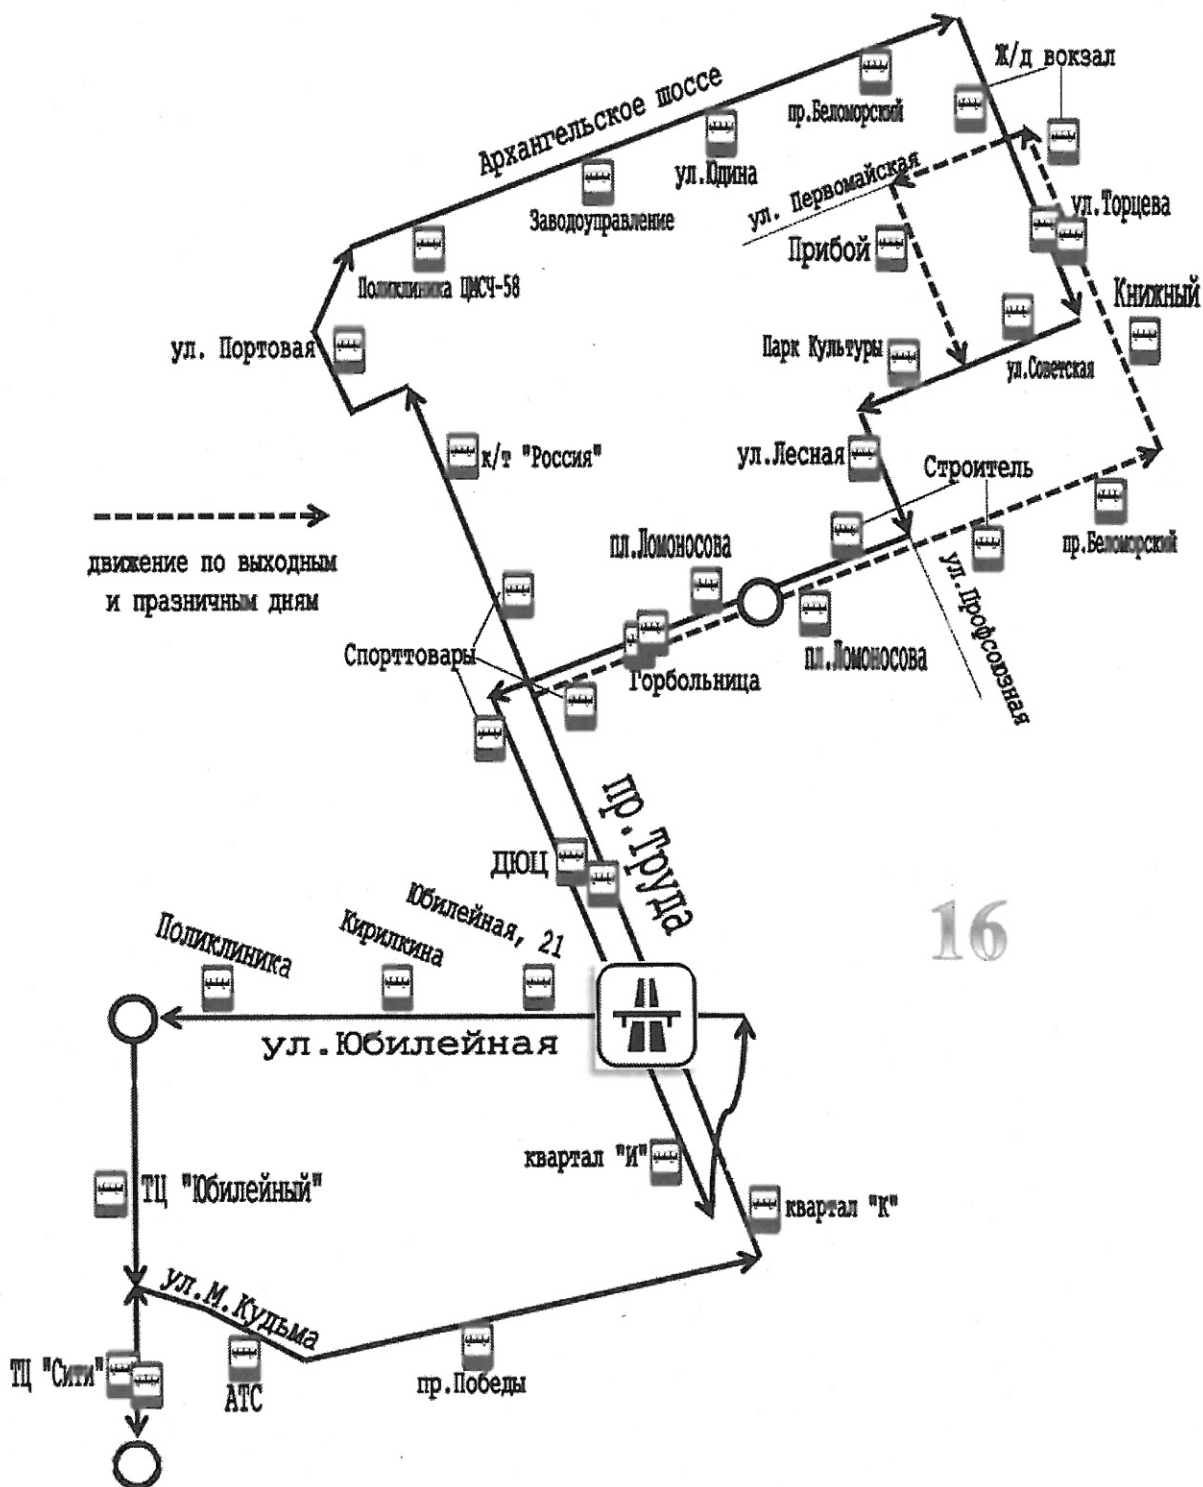 Ж/д вокзал
Архангельское шоссе
пр.Беломорский
ул.Юдина
ул. Первомайская
Заводоуправление
ул.Торцева
Прибой
Поликлиника ЦМСЧ-58
Книжный
ул. Портовая
Парк Культуры
ул.Советская
к/т "Россия"
ул.Лесная
Строитель
движение по выходным
и празничным дням
пл.Ломоносова
пр.Беломорский
ул.Профсоюзная
Спорттовары
Горбольница
пл.Ломоносова
пр.Труда
ДЮЦ
Юбилейная, 21
Кирилкина
Поликлиника
16
ул.Юбилейная
квартал "И"
ТЦ "Юбилейный"
квартал "К"
ул.М.Кудьма
ТЦ "Сити"
АТС
пр.Победы